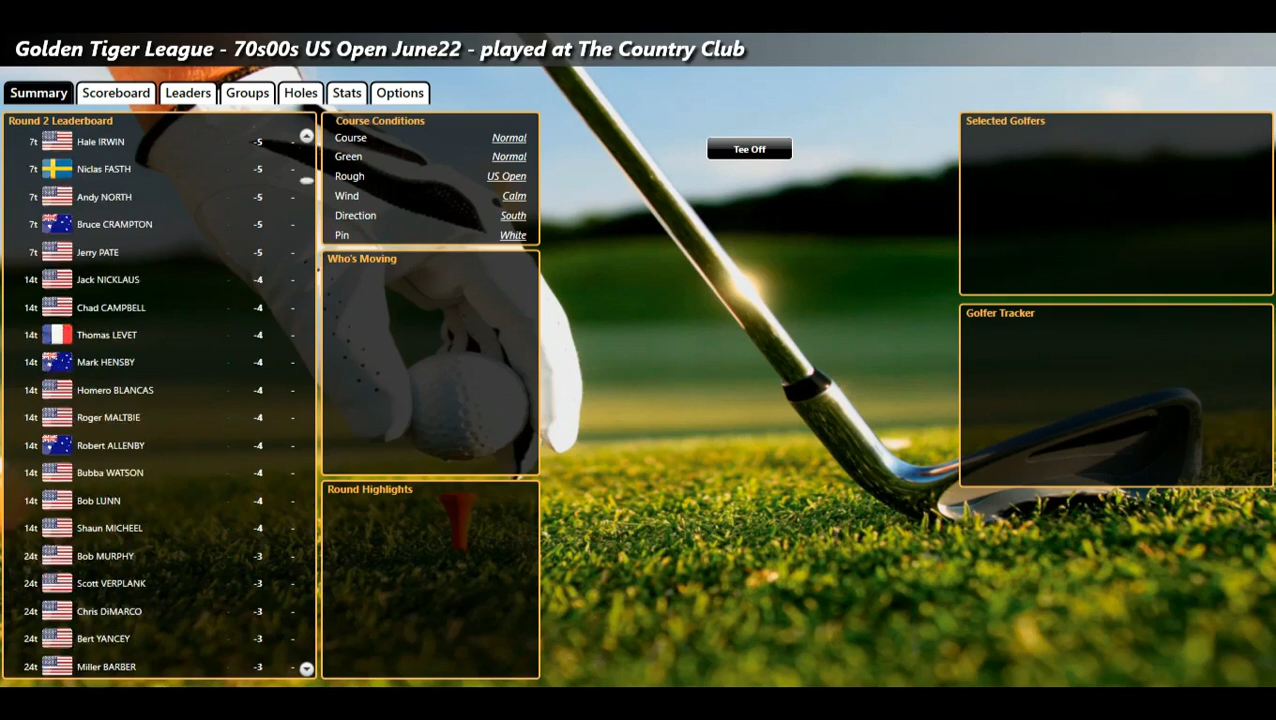 Golden Tiger League - 70s00s US Open June22 - played at The Country Club
Summary Scoreboard Leaders Groups Holes Stats Options
Round 2 Leaderboard
7t Hale IRWIN -5 -
7t Niclas FASTH -5 -
7t Andy NORTH -5 -
7t Bruce CRAMPTON -5 -
7t Jerry PATE -5 -
14t Jack NICKLAUS -4 -
14t Chad CAMPBELL -4 -
14t Thomas LEVET -4 -
14t Mark HENSBY -4 -
14t Homero BLANCAS -4 -
14t Roger MALTBIE -4 -
14t Robert ALLENBY -4 -
14t Bubba WATSON -4 -
14t Bob LUNN -4 -
14t Shaun MICHEEL -4 -
24t Bob MURPHY -3 -
24t Scott VERPLANK -3 -
24t Chris DiMARCO -3 -
24t Bert YANCEY -3 -
24t Miller BARBER -3 -
Course Conditions
Course Normal
Green Normal
Rough US Open
Wind Calm
Direction South
Pin White
Who's Moving
Round Highlights
Tee Off
Selected Golfers
Golfer Tracker